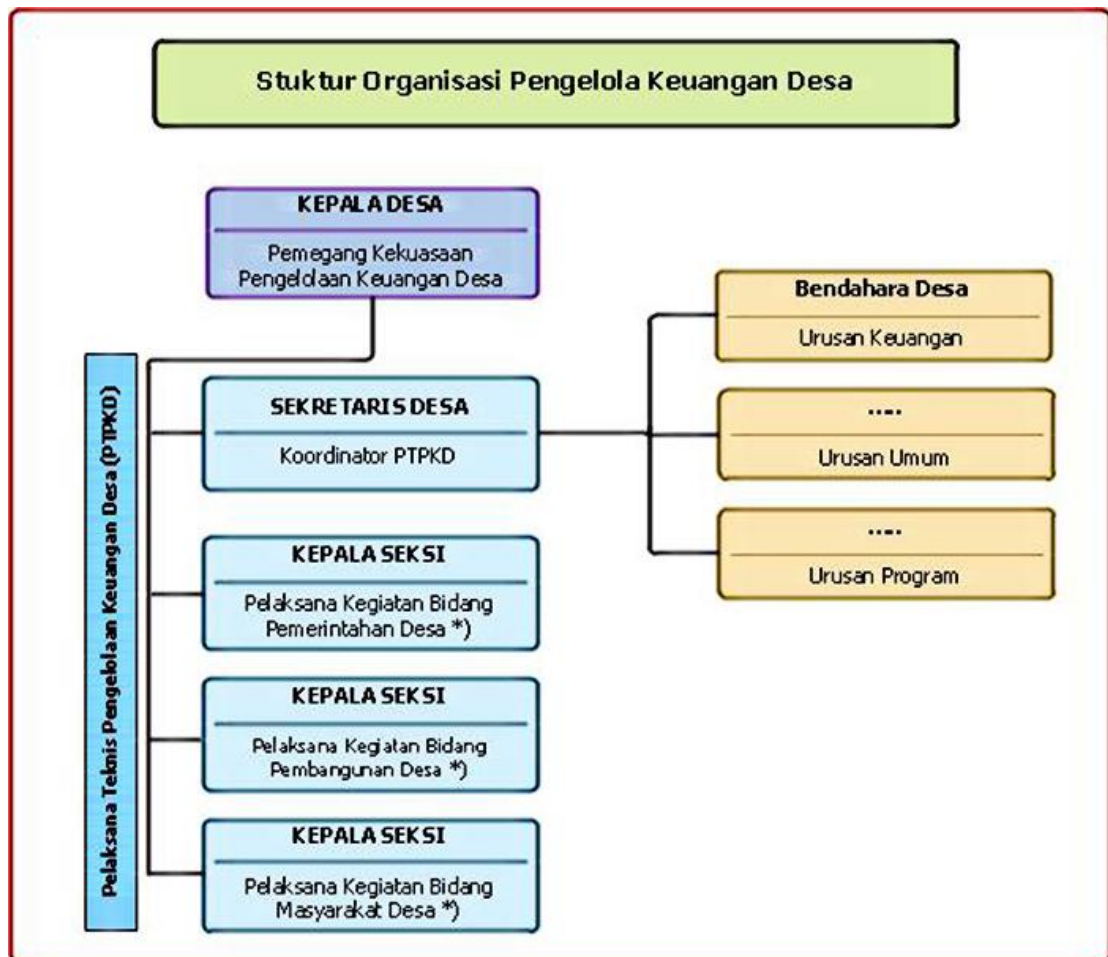 Stuktur Organisasi Pengelola Keuangan Desa
KEPALA DESA
Pemegang Kekuasaan
Pengelolaan Keuangan Desa
Pelaksana Teknis Pengelolaan Keuangan Desa (PTPKD)
SEKRETARIS DESA
Koordinator PTPKD
KEPALA SEKSI
Pelaksana Kegiatan Bidang
Pemerintahan Desa *)
KEPALA SEKSI
Pelaksana Kegiatan Bidang
Pembangunan Desa *)
KEPALA SEKSI
Pelaksana Kegiatan Bidang
Masyarakat Desa *)
Bendahara Desa
Urusan Keuangan
.....
Urusan Umum
.....
Urusan Program